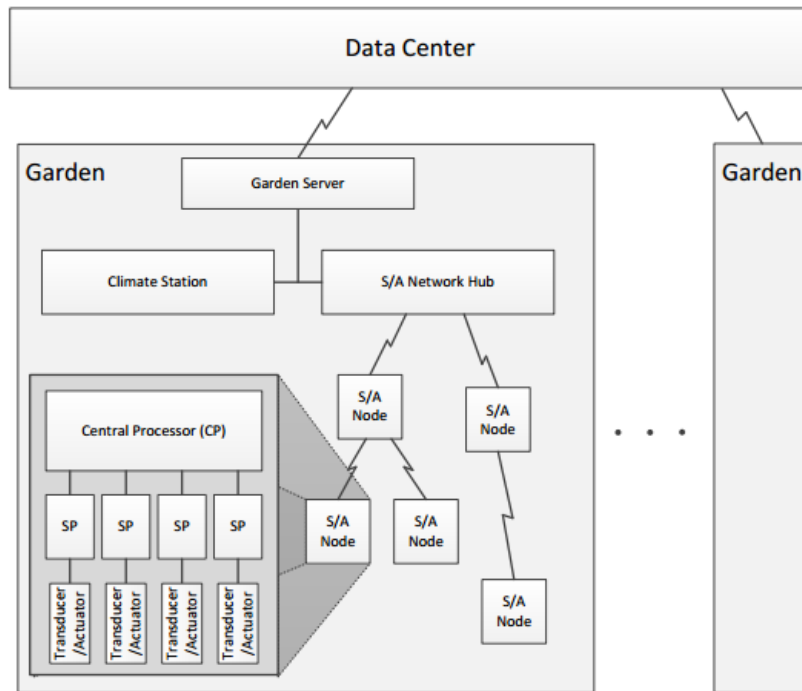 Data Center
Garden
Garden
Garden Server
Climate Station
S/A Network Hub
S/A
Node
S/A
Node
Central Processor (CP)
SP
SP
SP
SP
S/A
Node
S/A
Node
Transducer
/Actuator
Transducer
/Actuator
Transducer
/Actuator
Transducer
/Actuator
S/A
Node